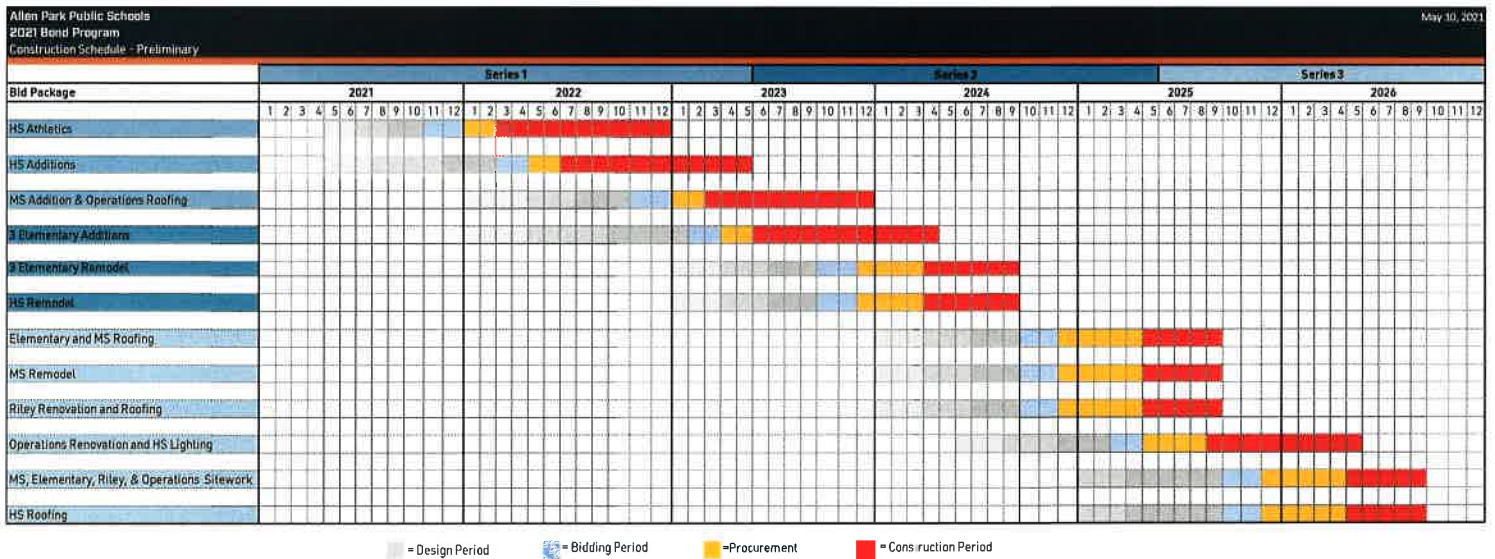 Allen Park Public Schools
May 10, 2021
2021 Bond Program
Construction Schedule - Preliminary
Series 1 Series 2 Series 3
Bid Package 2021 2022 2023 2024 2025 2026
1 2 3 4 5 6 7 8 9 10 11 12 1 2 3 4 5 6 7 8 9 10 11 12 1 2 3 4 5 6 7 8 9 10 11 12 1 2 3 4 5 6 7 8 9 10 11 12 1 2 3 4 5 6 7 8 9 10 11 12 1 2 3 4 5 6 7 8 9 10 11 12
HS Athletics
HS Additions
MS Addition & Operations Roofing
3 Elementary Additions
3 Elementary Remodel
HS Remodel
Elementary and MS Roofing
MS Remodel
Riley Renovation and Roofing
Operations Renovation and HS Lighting
MS, Elementary, Riley, & Operations Sitework
HS Roofing
= Design Period = Bidding Period =Procurement = Construction Period